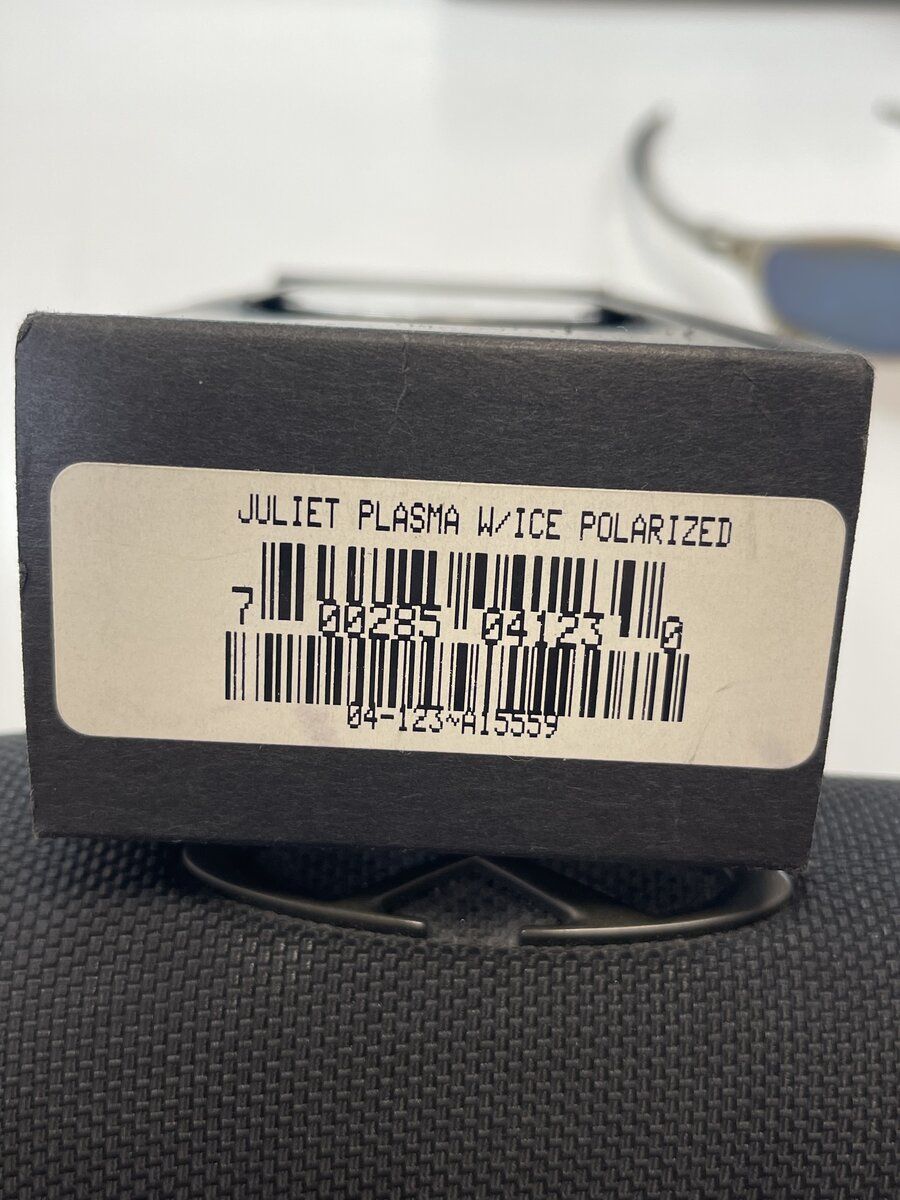 JULIET PLASMA W/ICE POLARIZED
7 00285 04123 0
04-123~A15559